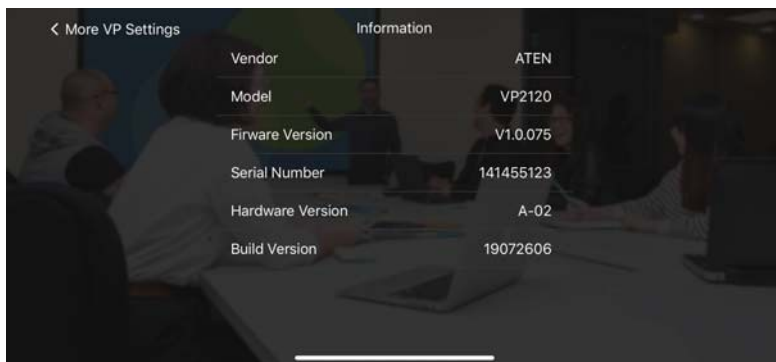 < More VP Settings Information
Vendor ATEN
Model VP2120
Firware Version V1.0.075
Serial Number 141455123
Hardware Version A-02
Build Version 19072606